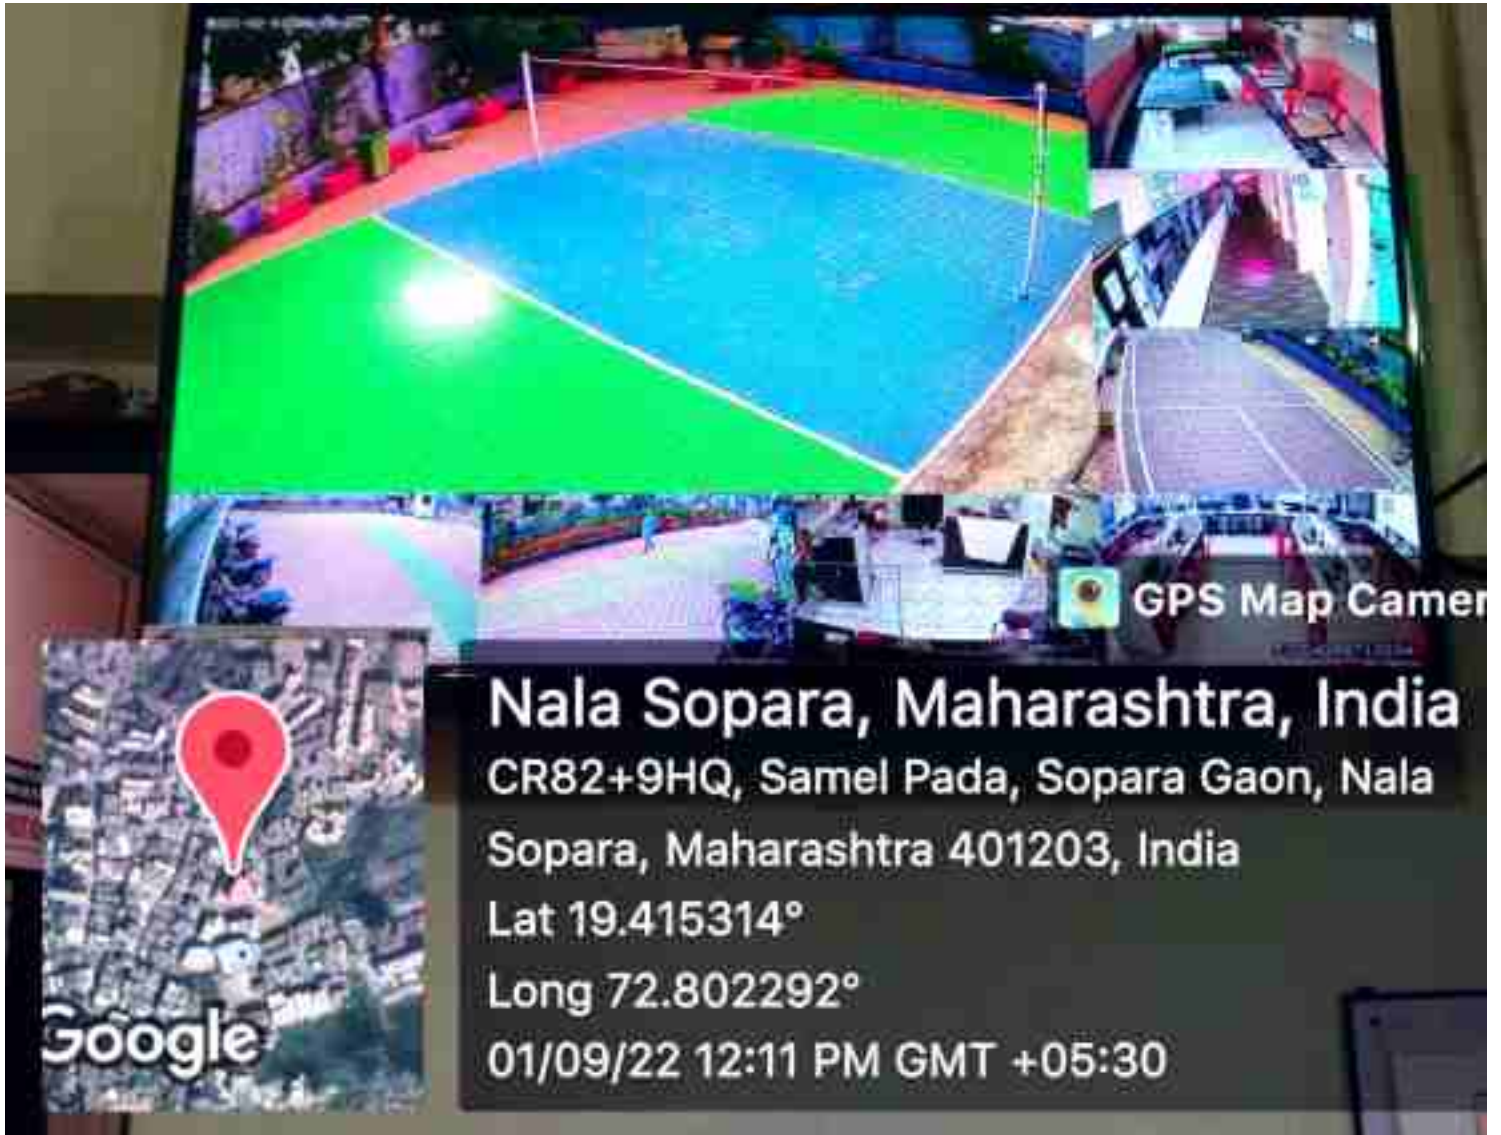 GPS Map Camer
Nala Sopara, Maharashtra, India
CR82+9HQ, Samel Pada, Sopara Gaon, Nala
Sopara, Maharashtra 401203, India
Lat 19.415314°
Long 72.802292°
01/09/22 12:11 PM GMT +05:30
Google